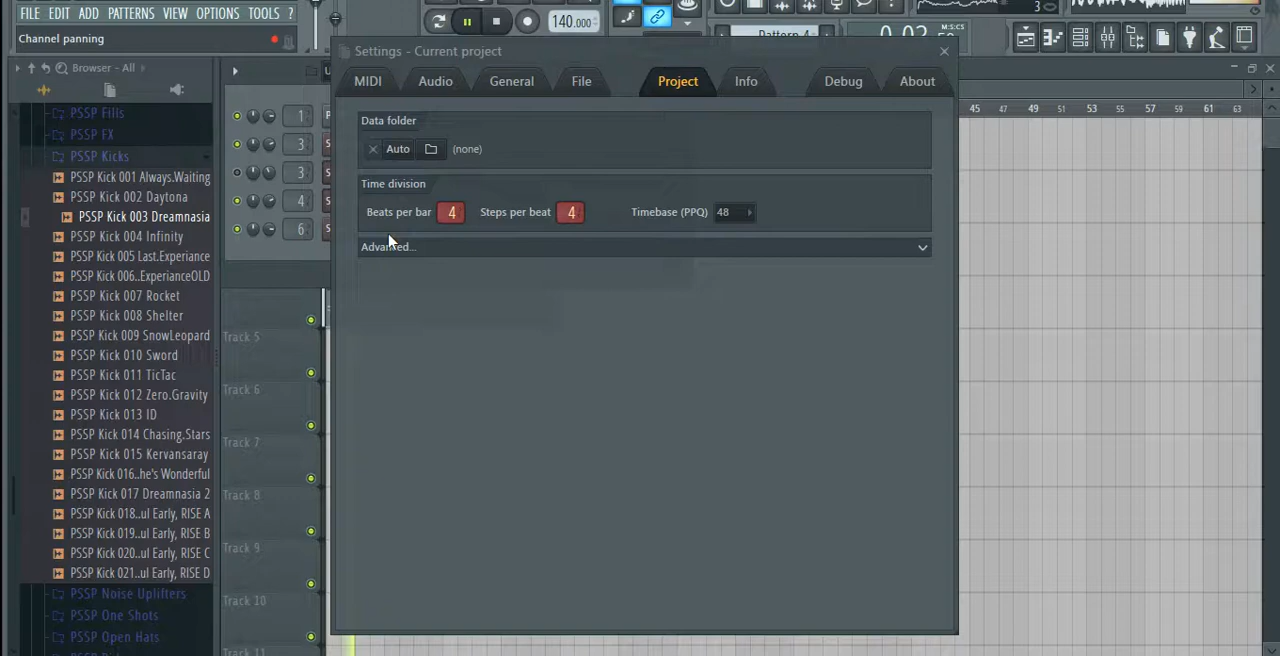 FILE EDIT ADD PATTERNS VIEW OPTIONS TOOLS ?
140.000
3
Channel panning
Pattern 4
M:S:CS
Settings - Current project
Browser - All
MIDI Audio General File Project Info Debug About
45 47 49 51 53 55 57 59 61 63
PSSP Fills
PSSP FX
PSSP Kicks
PSSP Kick 001 Always.Waiting
PSSP Kick 002 Daytona
PSSP Kick 003 Dreamnasia
PSSP Kick 004 Infinity
PSSP Kick 005 Last.Experience
PSSP Kick 006..ExperianceOLD
PSSP Kick 007 Rocket
PSSP Kick 008 Shelter
PSSP Kick 009 SnowLeopard
PSSP Kick 010 Sword
PSSP Kick 011 TicTac
PSSP Kick 012 Zero.Gravity
PSSP Kick 013 ID
PSSP Kick 014 Chasing.Stars
PSSP Kick 015 Kervansaray
PSSP Kick 016..he's Wonderful
PSSP Kick 017 Dreamnasia 2
PSSP Kick 018..ul Early, RISE A
PSSP Kick 019..ul Early, RISE B
PSSP Kick 020..ul Early, RISE C
PSSP Kick 021..ul Early, RISE D
PSSP Noise Uplifters
PSSP One Shots
PSSP Open Hats
1
3
3
4
6
Track 5
Track 6
Track 7
Track 8
Track 9
Track 10
Track 11
Data folder
Auto (none)
Time division
Beats per bar 4 Steps per beat 4 Timebase (PPQ) 48
Advanced...